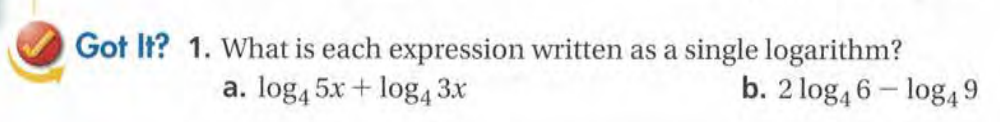 Got It? 1. What is each expression written as a single logarithm?
a. log₄ 5x + log₄ 3x b. 2 log₄ 6 − log₄ 9